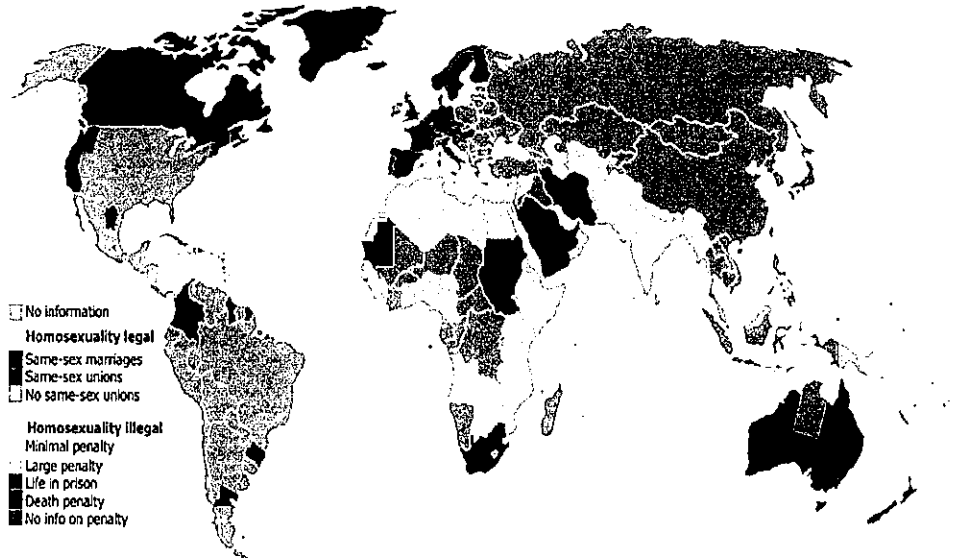 No information
Homosexuality legal
Same-sex marriages
Same-sex unions
No same-sex unions
Homosexuality illegal
Minimal penalty
Large penalty
Life in prison
Death penalty
No info on penalty